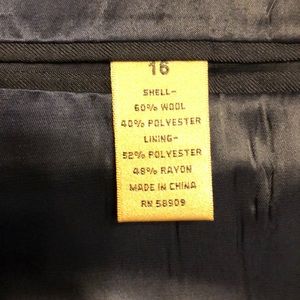 16
SHELL-
60% WOOL
40% POLYESTER
LINING-
52% POLYESTER
48% RAYON
MADE IN CHINA
RN 58909